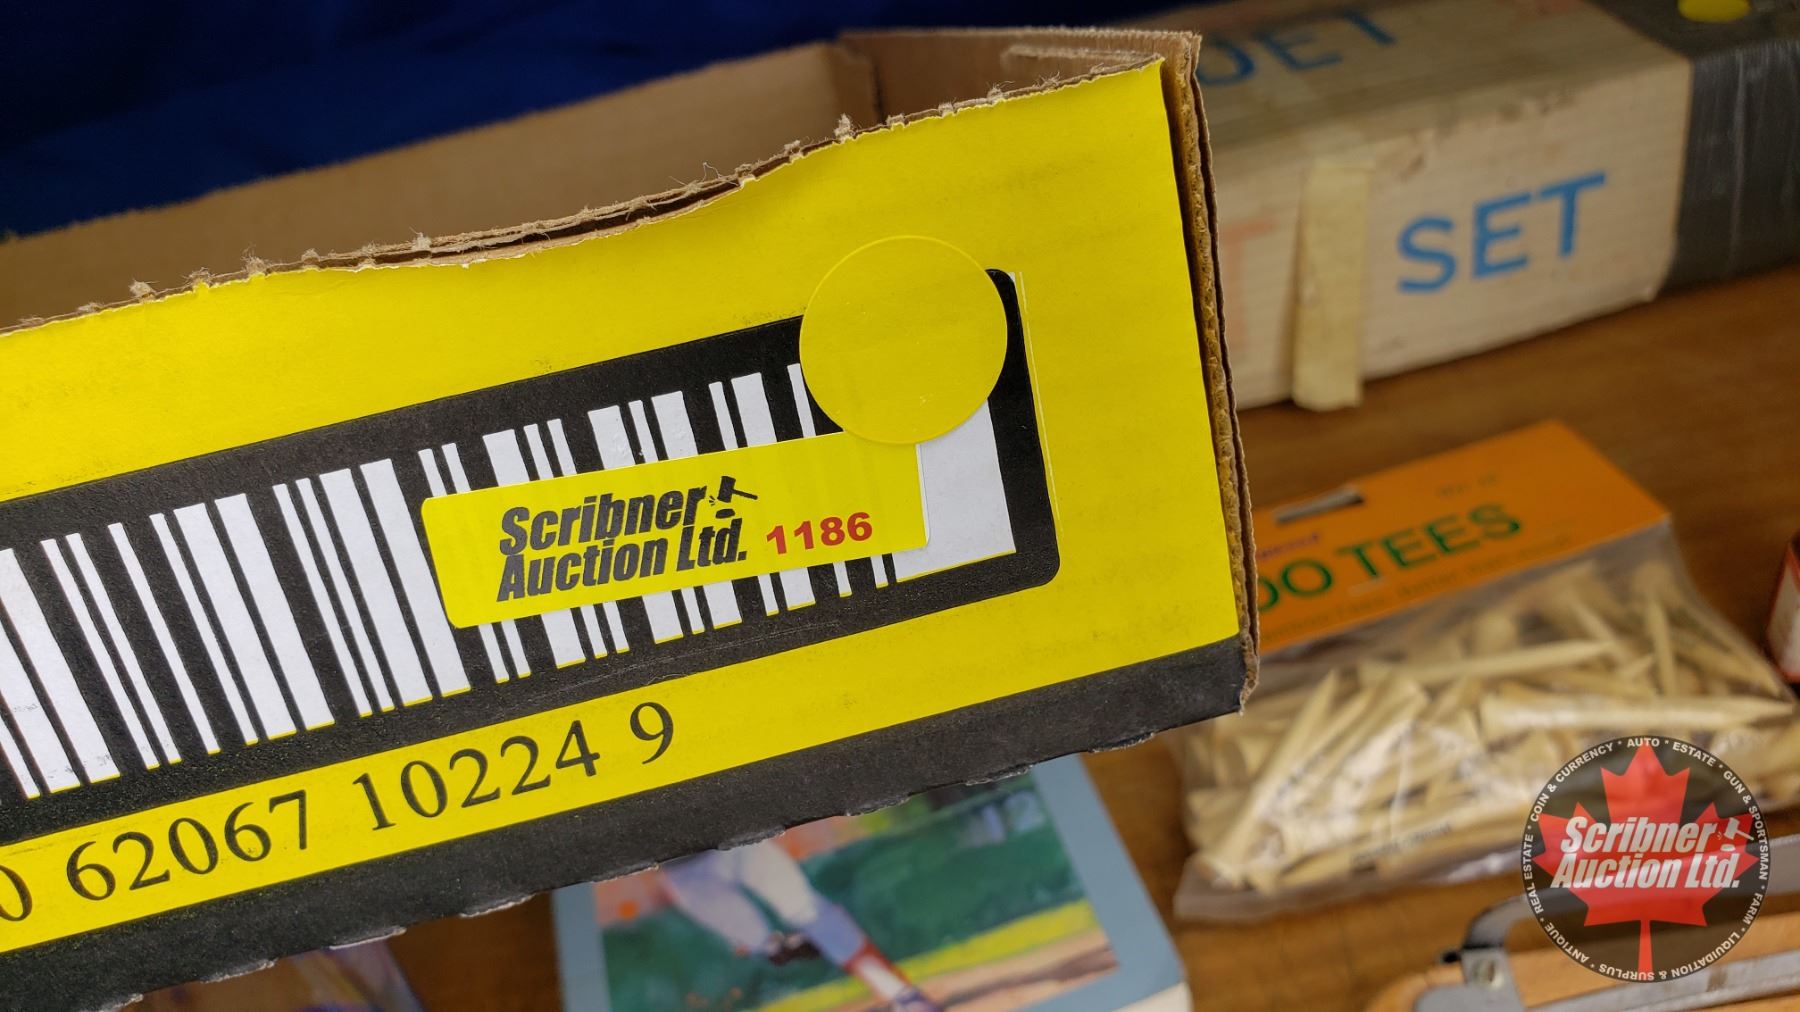 SET
Scribner
Auction Ltd. 1186
OO TEES
0 62067 10224 9
REAL ESTATE • COIN & CURRENCY • AUTO • ESTATE • GUN & SPORTSMAN • FARM • LIQUIDATION & SURPLUS • ANTIQUE •
Scribner
Auction Ltd.